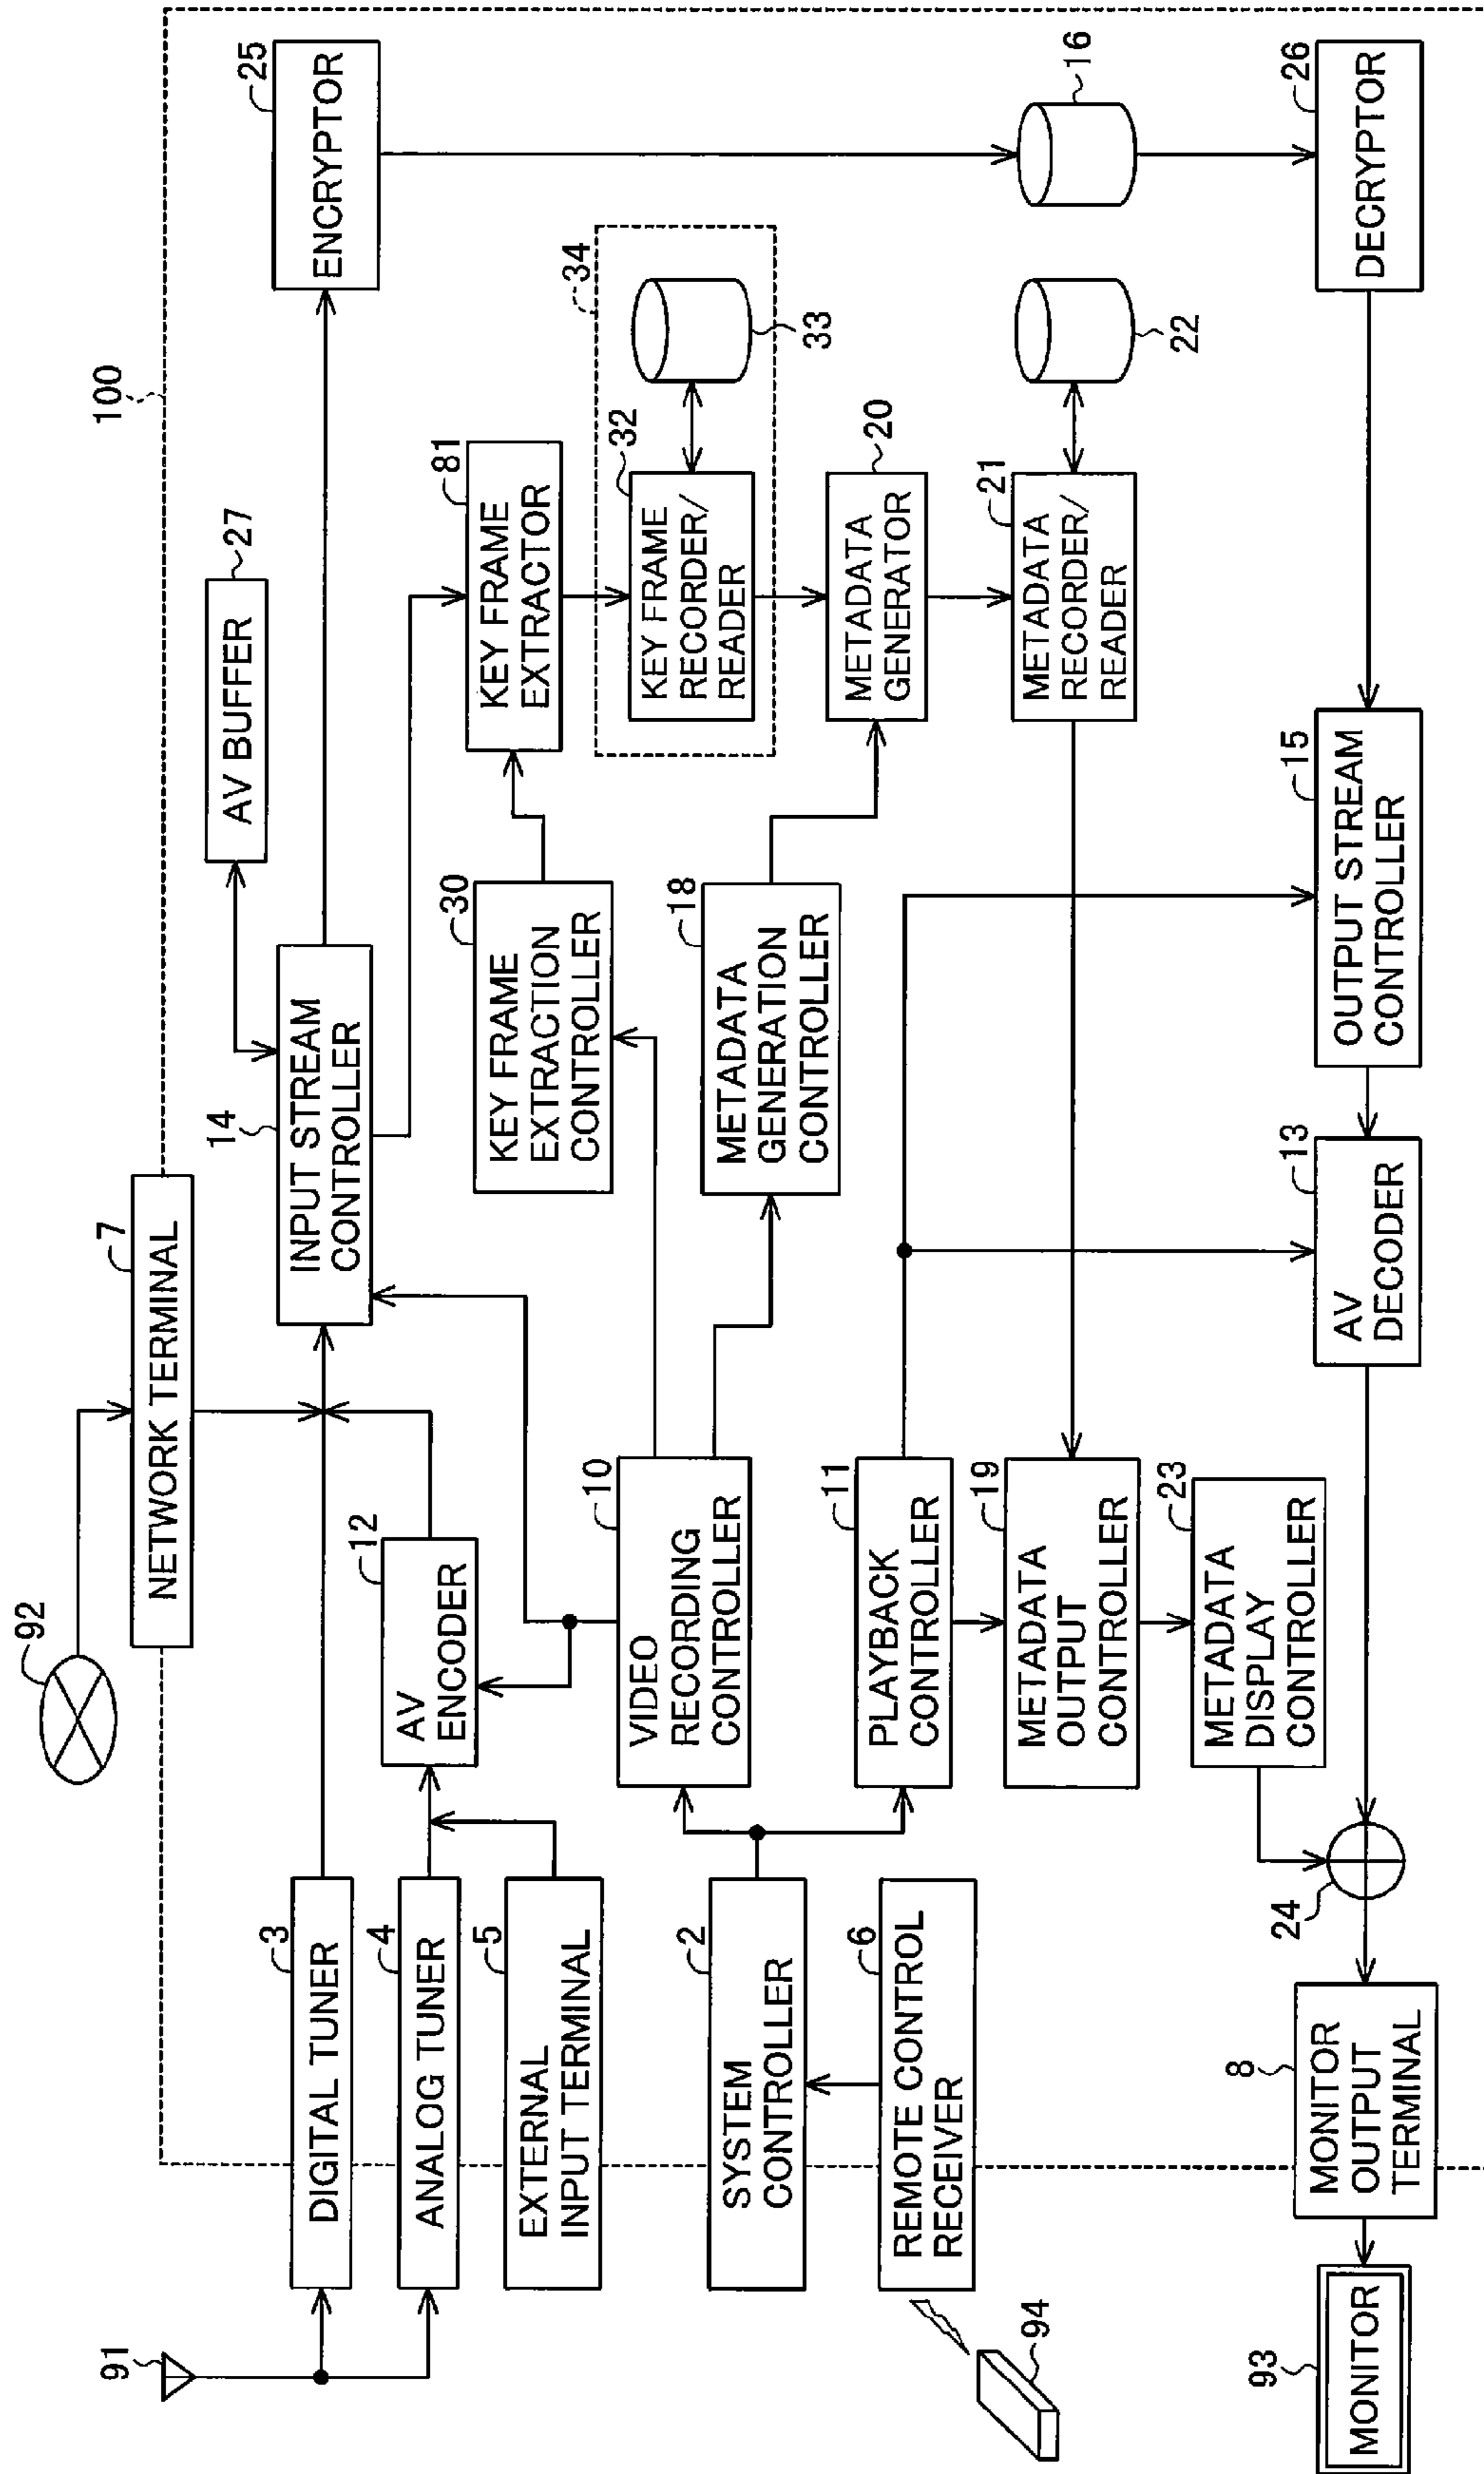 100
92
7
NETWORK TERMINAL
27
AV BUFFER
25
ENCRYPTOR
91
3
DIGITAL TUNER
14
INPUT STREAM
CONTROLLER
4
ANALOG TUNER
12
AV
ENCODER
5
EXTERNAL
INPUT TERMINAL
30
KEY FRAME
EXTRACTION
CONTROLLER
81
KEY FRAME
EXTRACTOR
34
32
KEY FRAME
RECORDER/
READER
33
10
VIDEO
RECORDING
CONTROLLER
2
SYSTEM
CONTROLLER
18
METADATA
GENERATION
CONTROLLER
20
METADATA
GENERATOR
6
REMOTE CONTROL
RECEIVER
94
11
PLAYBACK
CONTROLLER
19
METADATA
OUTPUT
CONTROLLER
21
METADATA
RECORDER/
READER
22
16
23
METADATA
DISPLAY
CONTROLLER
93
MONITOR
8
MONITOR
OUTPUT
TERMINAL
24
13
AV
DECODER
15
OUTPUT STREAM
CONTROLLER
26
DECRYPTOR